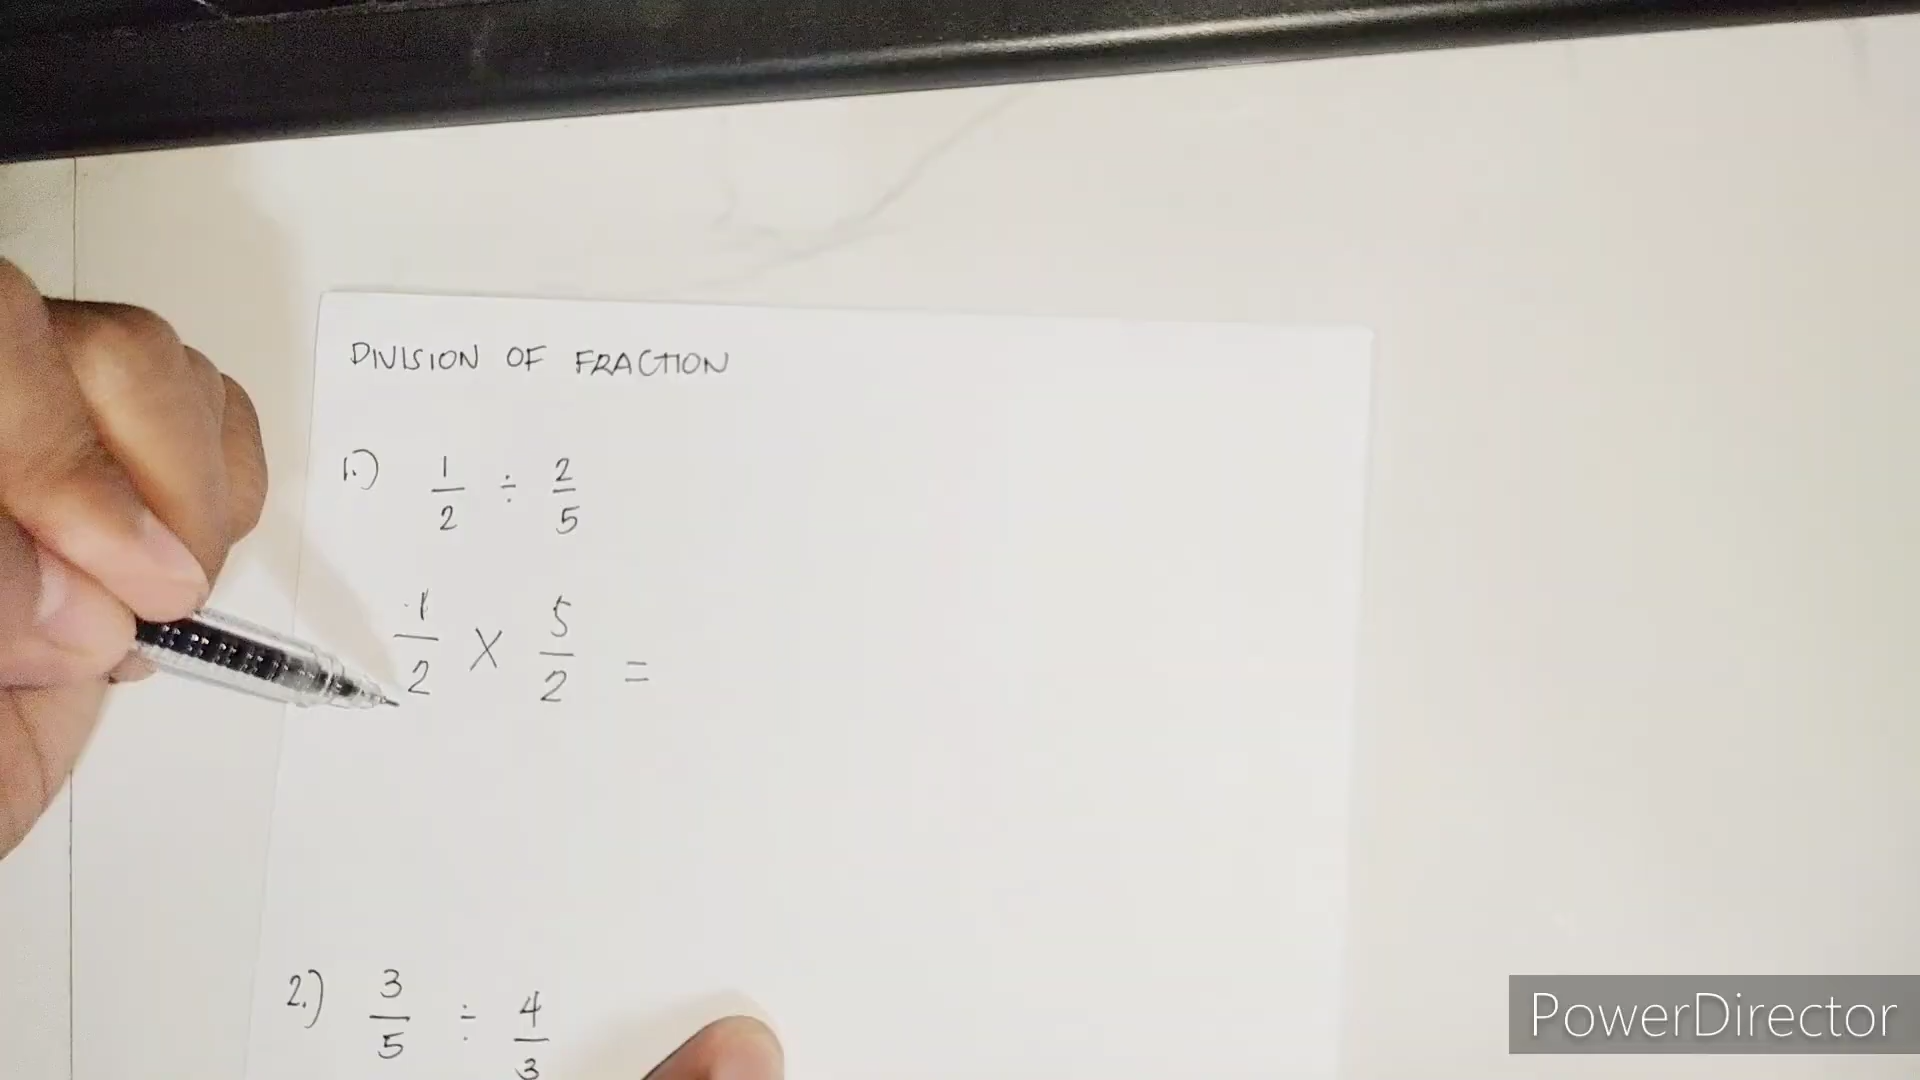 DIVISION OF FRACTION
1.) 1/2 ÷ 2/5
1/2 X 5/2 =
2.) 3/5 ÷ 4/3
PowerDirector